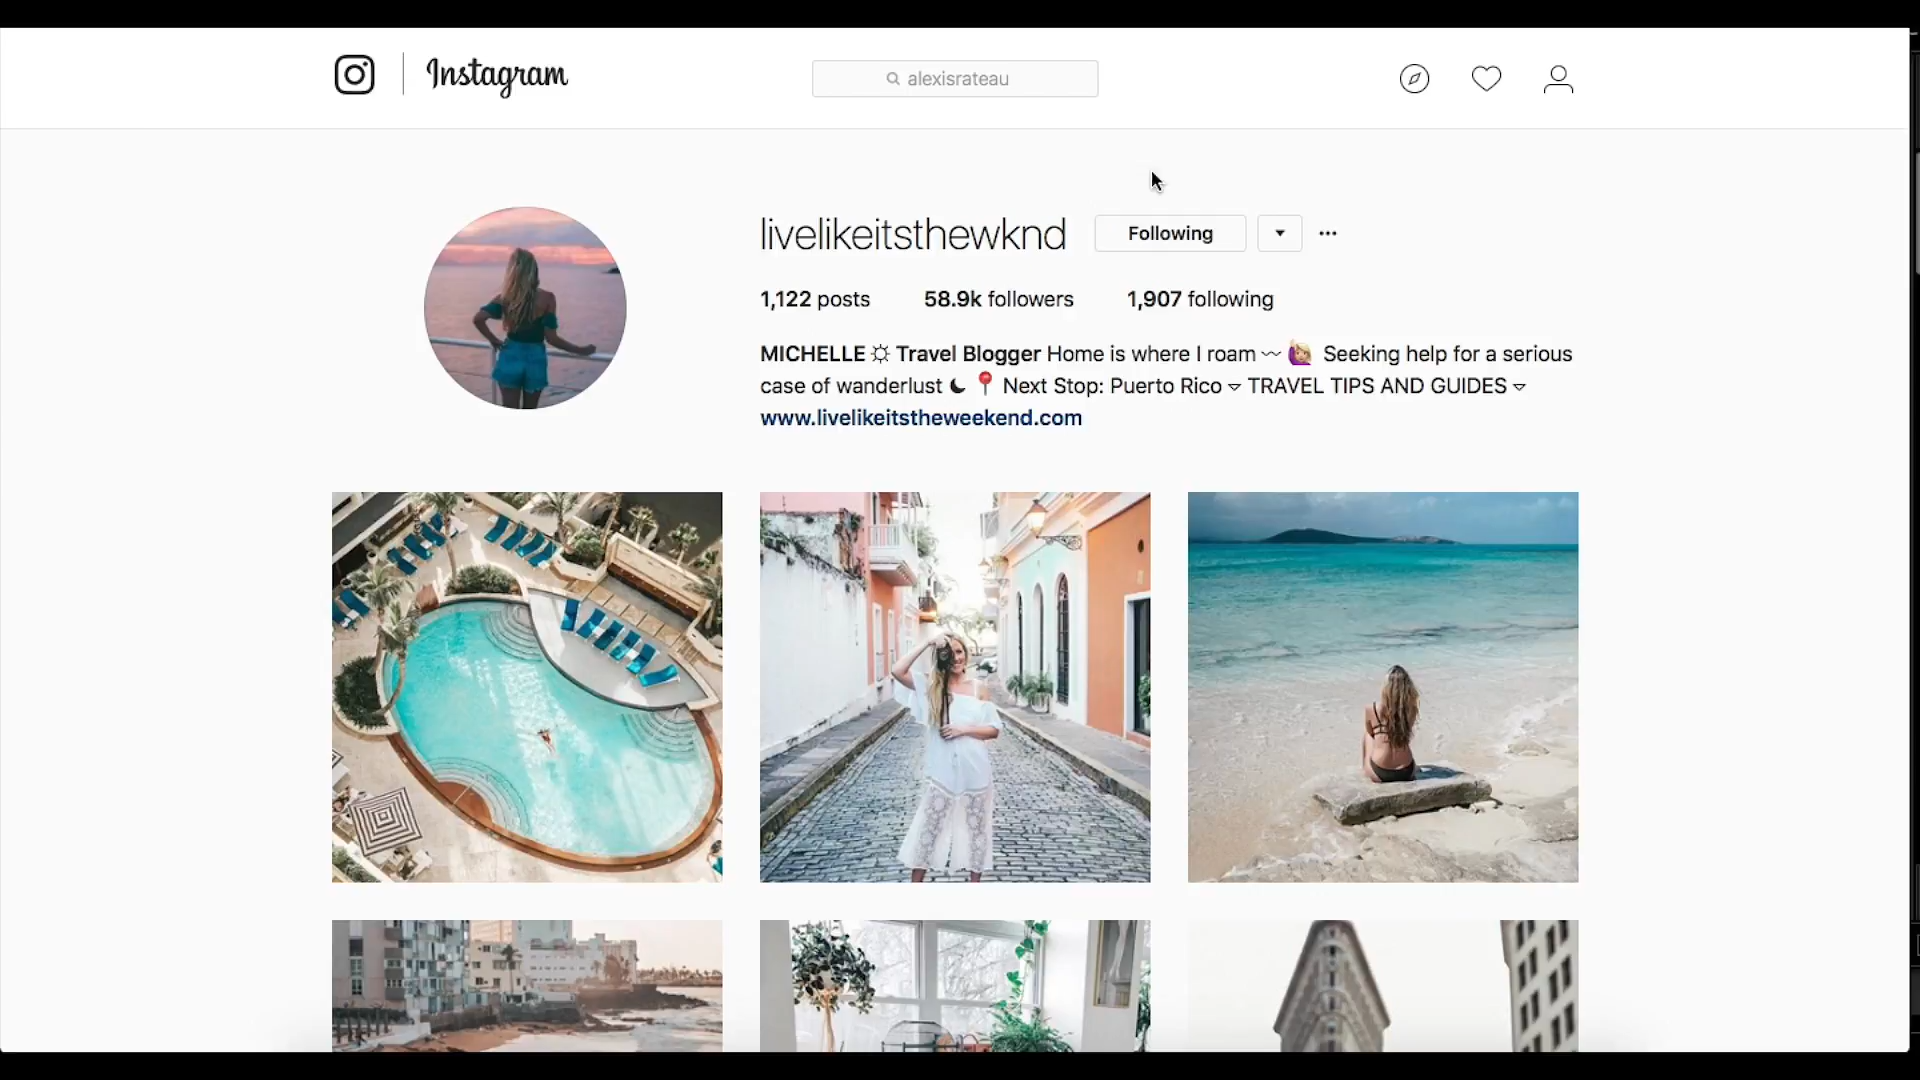 Instagram
alexisrateau
livelikeitsthewknd Following
1,122 posts 58.9k followers 1,907 following
MICHELLE ☼ Travel Blogger Home is where I roam 〰 🙋🏼 Seeking help for a serious
case of wanderlust ☾ 📍 Next Stop: Puerto Rico ▿ TRAVEL TIPS AND GUIDES ▿
www.livelikeitstheweekend.com